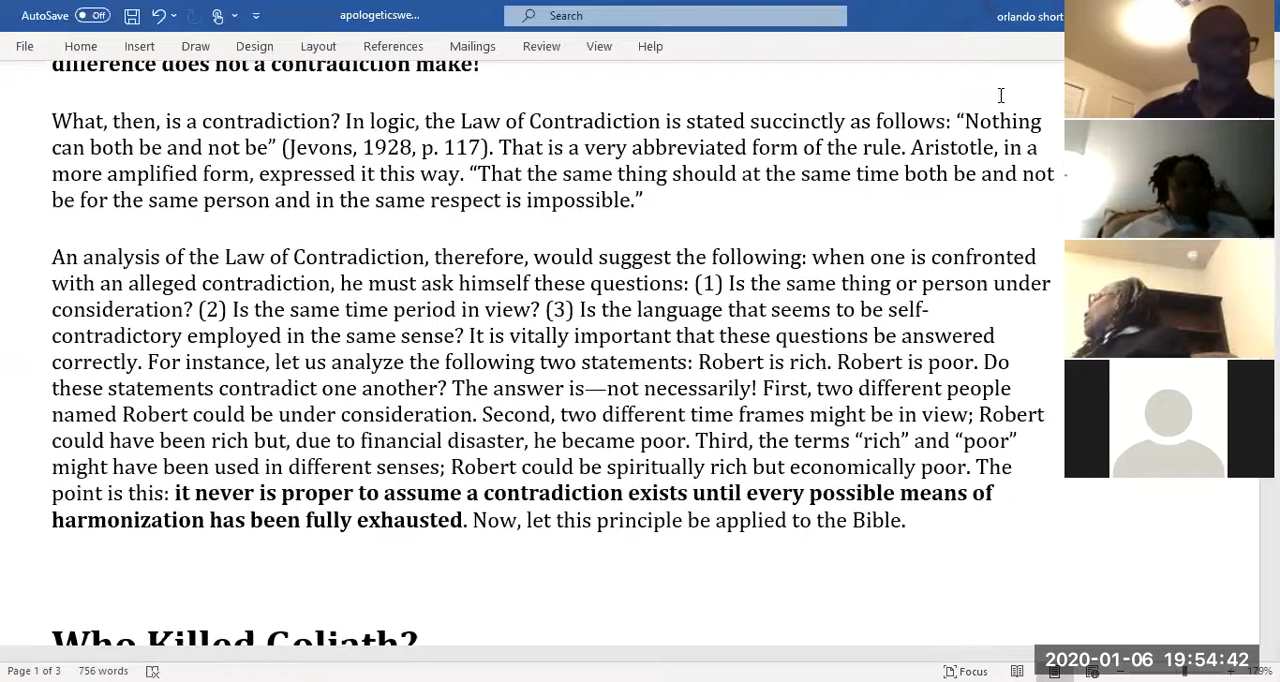 AutoSave Off apologeticswe... Search orlando short
File Home Insert Draw Design Layout References Mailings Review View Help
difference does not a contradiction make!
What, then, is a contradiction? In logic, the Law of Contradiction is stated succinctly as follows: “Nothing
can both be and not be” (Jevons, 1928, p. 117). That is a very abbreviated form of the rule. Aristotle, in a
more amplified form, expressed it this way. “That the same thing should at the same time both be and not
be for the same person and in the same respect is impossible.”
An analysis of the Law of Contradiction, therefore, would suggest the following: when one is confronted
with an alleged contradiction, he must ask himself these questions: (1) Is the same thing or person under
consideration? (2) Is the same time period in view? (3) Is the language that seems to be self-
contradictory employed in the same sense? It is vitally important that these questions be answered
correctly. For instance, let us analyze the following two statements: Robert is rich. Robert is poor. Do
these statements contradict one another? The answer is—not necessarily! First, two different people
named Robert could be under consideration. Second, two different time frames might be in view; Robert
could have been rich but, due to financial disaster, he became poor. Third, the terms “rich” and “poor”
might have been used in different senses; Robert could be spiritually rich but economically poor. The
point is this: it never is proper to assume a contradiction exists until every possible means of
harmonization has been fully exhausted. Now, let this principle be applied to the Bible.
Who Killed Goliath?
Page 1 of 3 756 words Focus 179%
2020-01-06 19:54:42